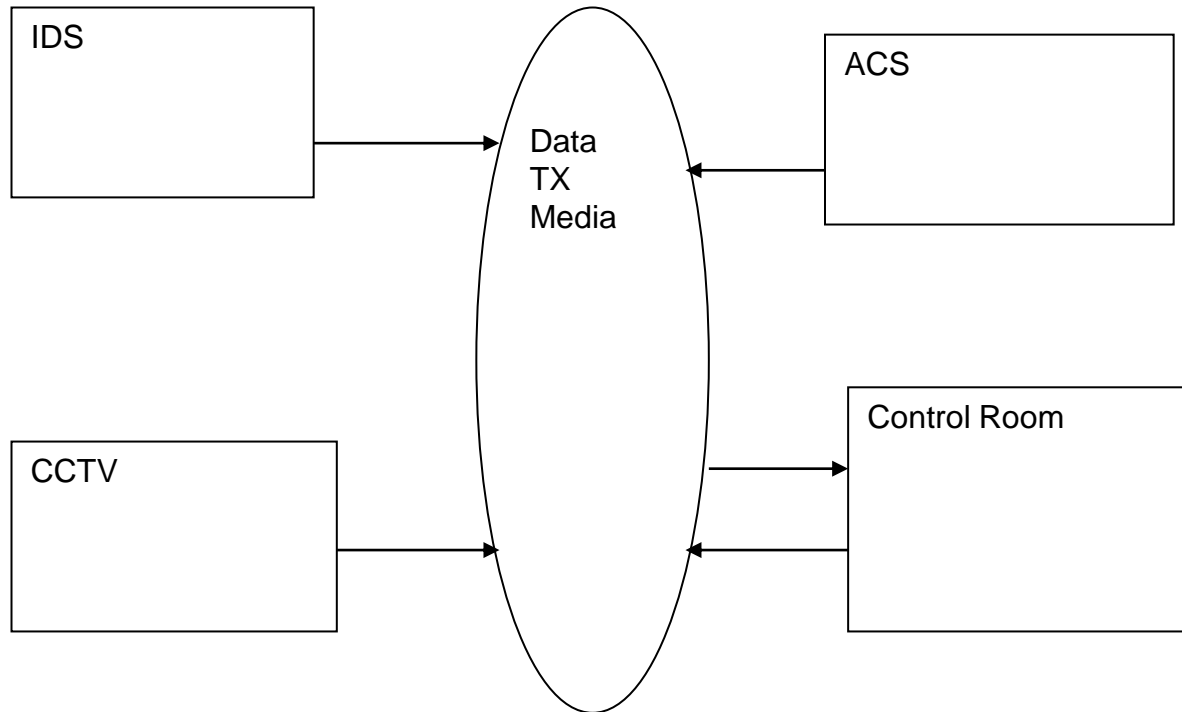 IDS
ACS
Data
TX
Media
Control Room
CCTV